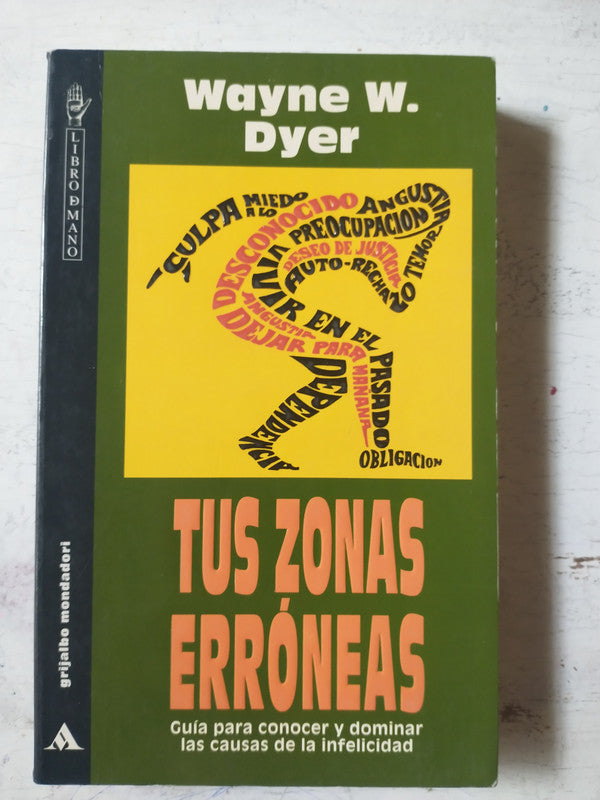 Wayne W.
Dyer
LIBRO DE MANO
CULPA
MIEDO
A LO
DESCONOCIDO
ANGUSTIA
PREOCUPACION
TEMOR
DESEO DE JUSTICIA
AUTO-RECHAZO
VIVIR EN EL PASADO
ANGUSTIA
DEJAR PARA
MAÑANA
DEPENDENCIA
OBLIGACION
TUS ZONAS
ERRÓNEAS
Guía para conocer y dominar
las causas de la infelicidad
grijalbo mondadori